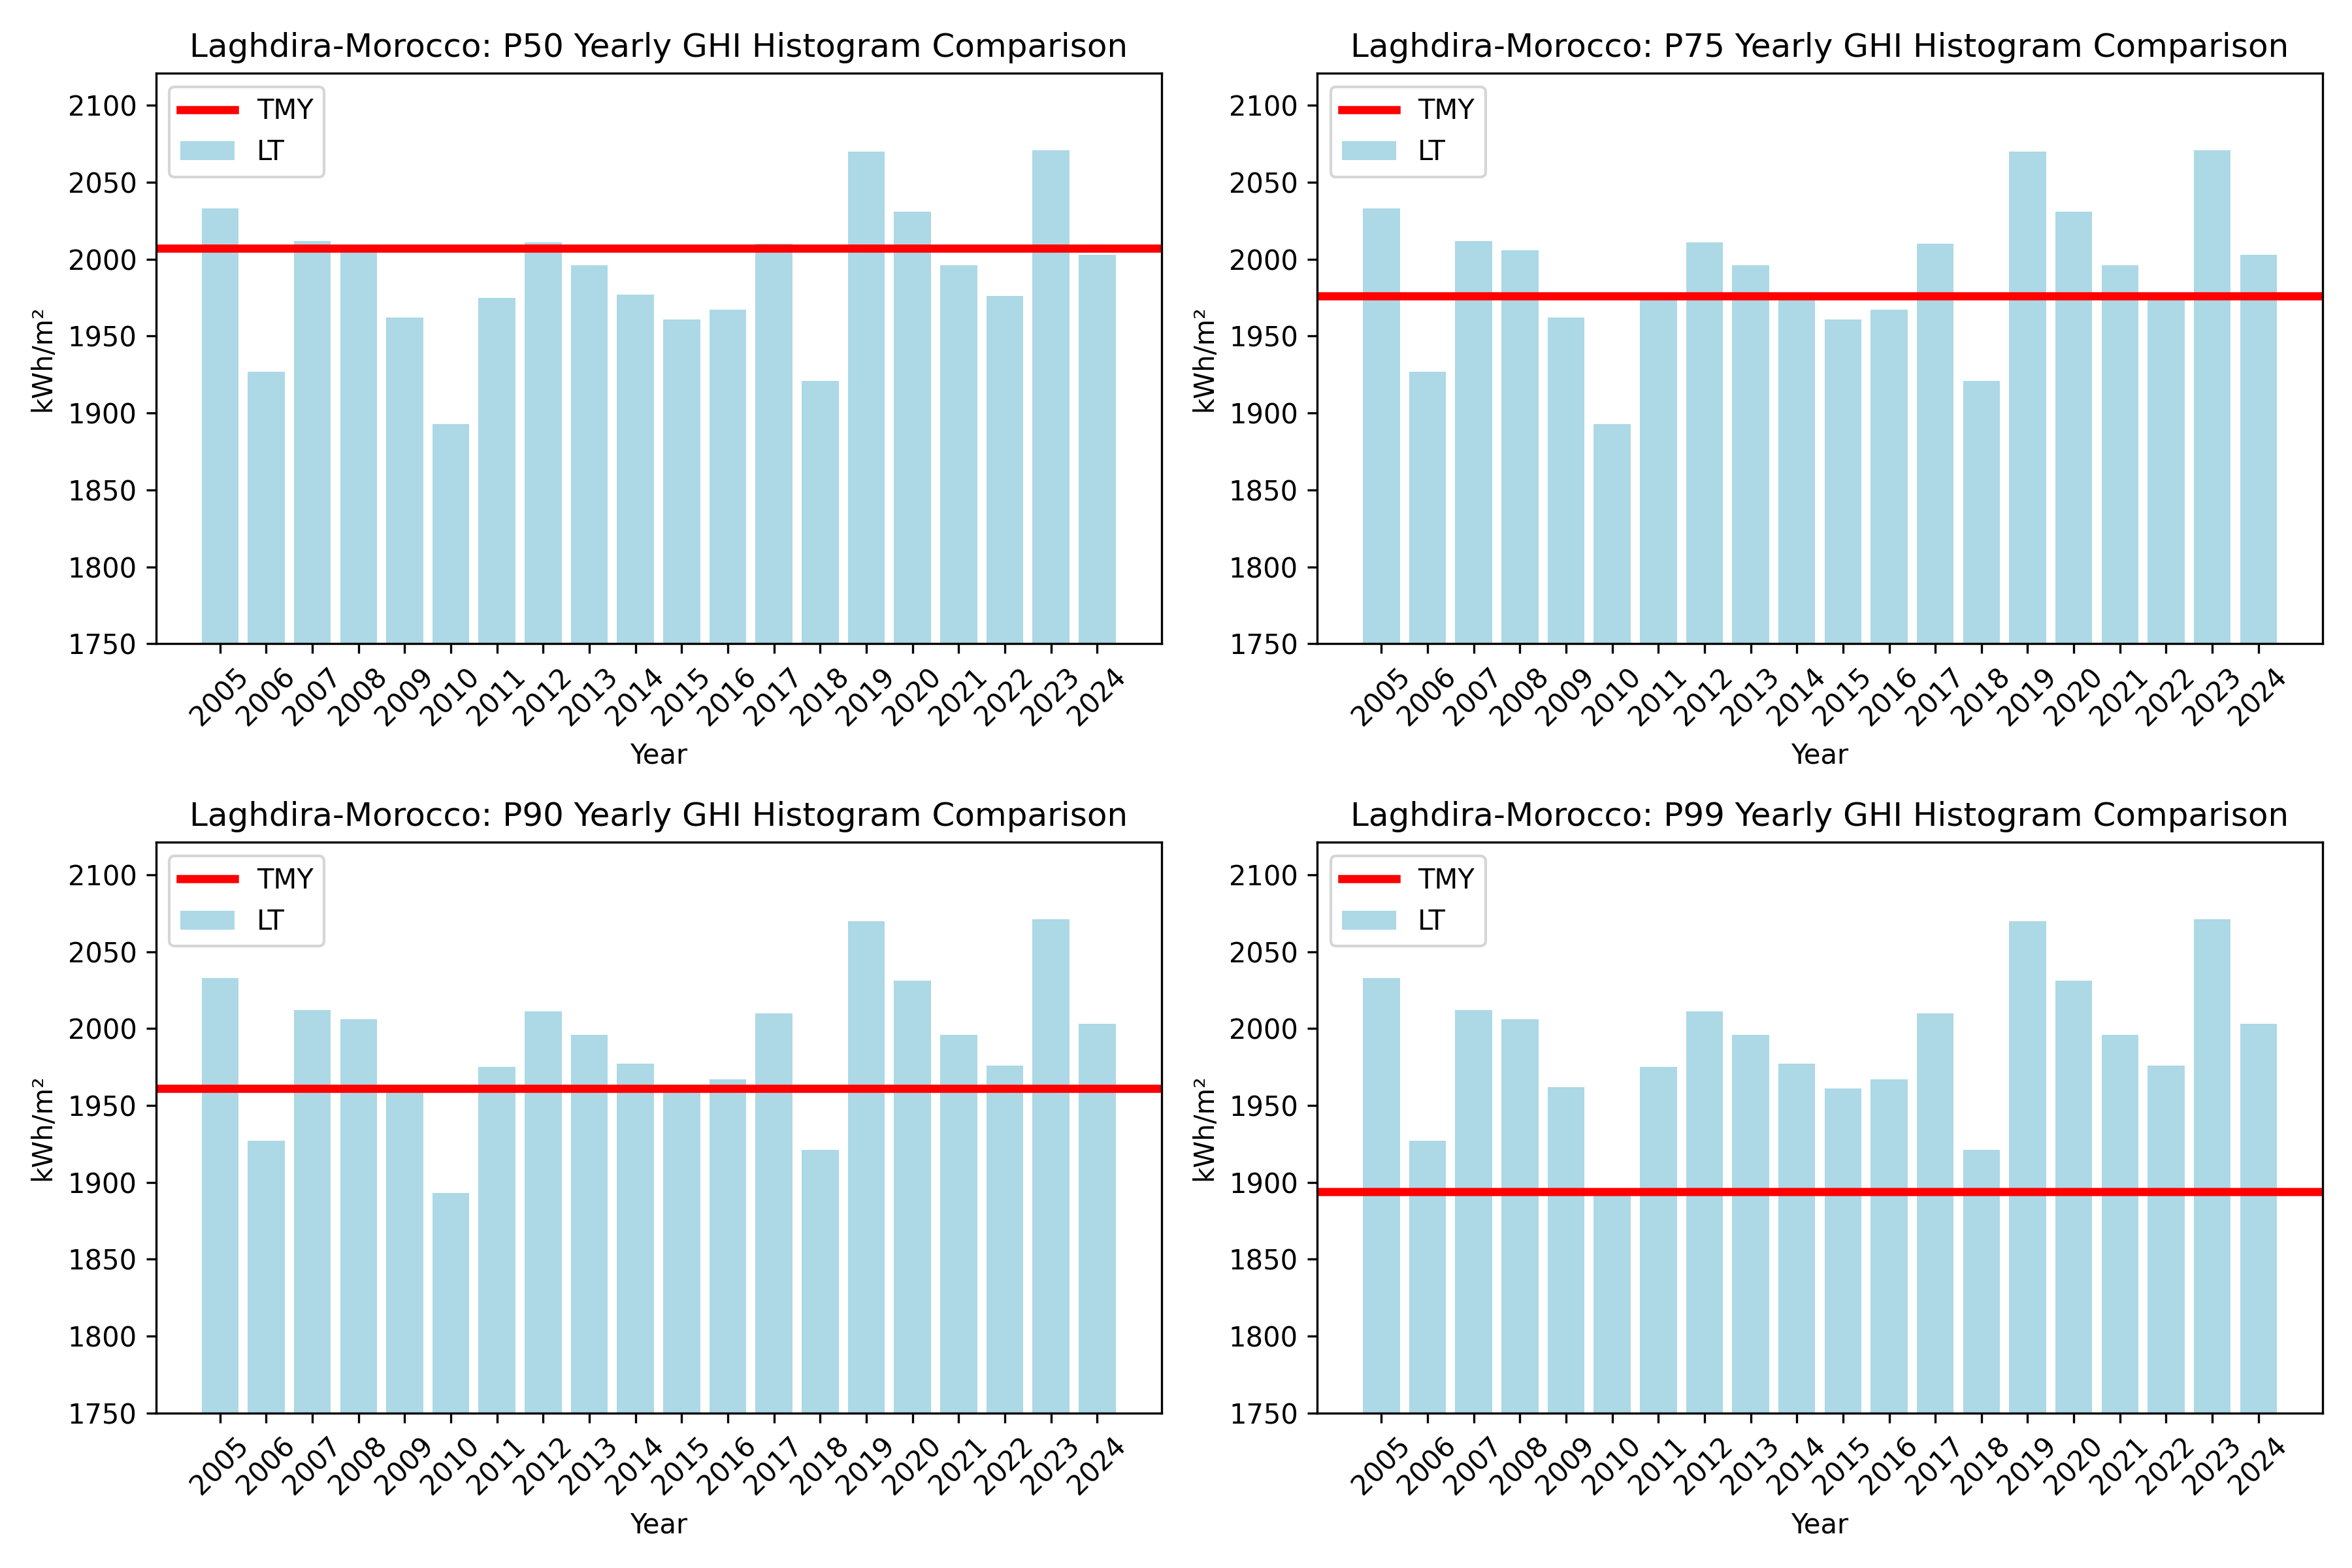 Laghdira-Morocco: P50 Yearly GHI Histogram Comparison
TMY
LT
2100
2050
2000
1950
1900
1850
1800
1750
kWh/m²
2005 2006 2007 2008 2009 2010 2011 2012 2013 2014 2015 2016 2017 2018 2019 2020 2021 2022 2023 2024
Year
Laghdira-Morocco: P75 Yearly GHI Histogram Comparison
TMY
LT
2100
2050
2000
1950
1900
1850
1800
1750
kWh/m²
2005 2006 2007 2008 2009 2010 2011 2012 2013 2014 2015 2016 2017 2018 2019 2020 2021 2022 2023 2024
Year
Laghdira-Morocco: P90 Yearly GHI Histogram Comparison
TMY
LT
2100
2050
2000
1950
1900
1850
1800
1750
kWh/m²
2005 2006 2007 2008 2009 2010 2011 2012 2013 2014 2015 2016 2017 2018 2019 2020 2021 2022 2023 2024
Year
Laghdira-Morocco: P99 Yearly GHI Histogram Comparison
TMY
LT
2100
2050
2000
1950
1900
1850
1800
1750
kWh/m²
2005 2006 2007 2008 2009 2010 2011 2012 2013 2014 2015 2016 2017 2018 2019 2020 2021 2022 2023 2024
Year